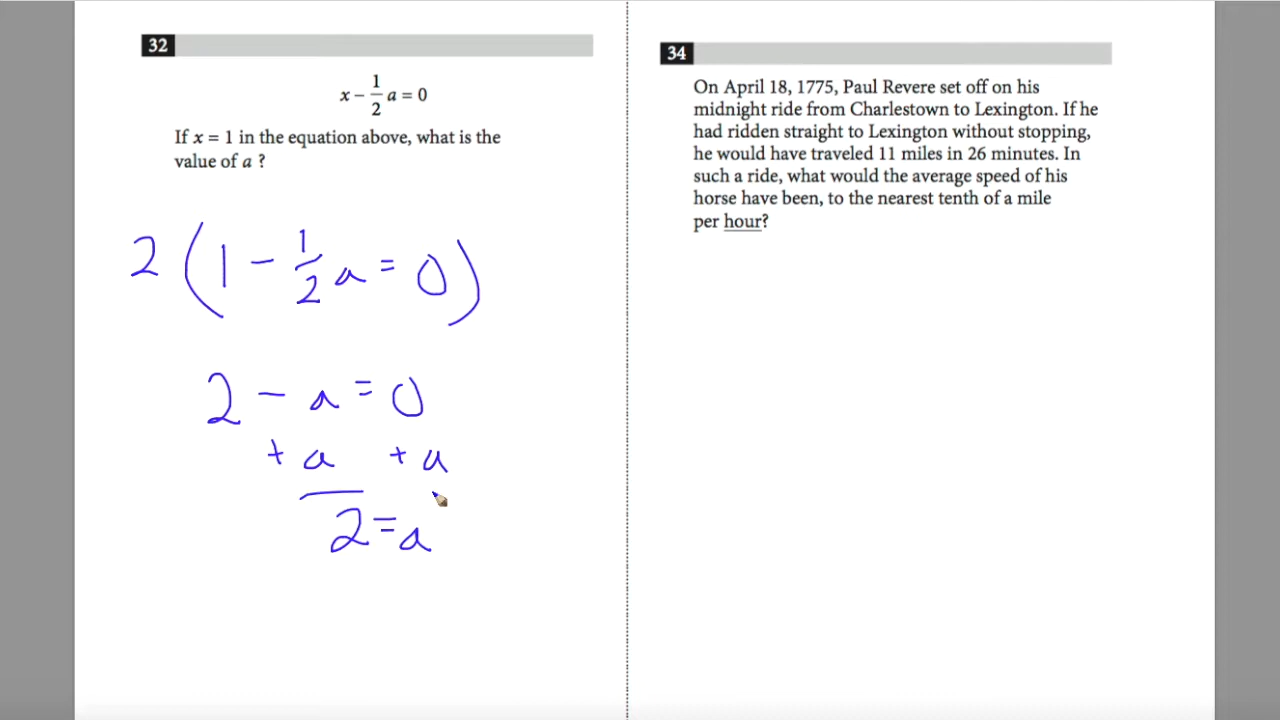 32
x − 1/2 a = 0
If x = 1 in the equation above, what is the
value of a ?
2 ( 1 − 1/2 a = 0 )
2 − a = 0
+ a + a
2 = a
34
On April 18, 1775, Paul Revere set off on his
midnight ride from Charlestown to Lexington. If he
had ridden straight to Lexington without stopping,
he would have traveled 11 miles in 26 minutes. In
such a ride, what would the average speed of his
horse have been, to the nearest tenth of a mile
per hour?